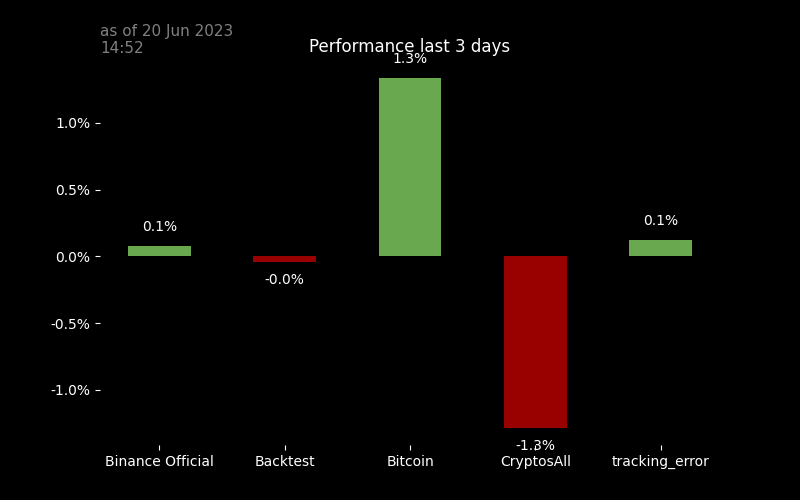 as of 20 Jun 2023
14:52
Performance last 3 days
1.3%
1.0%
0.5%
0.1%
0.1%
0.0%
-0.0%
-0.5%
-1.0%
-1.3%
Binance Official
Backtest
Bitcoin
CryptosAll
tracking_error